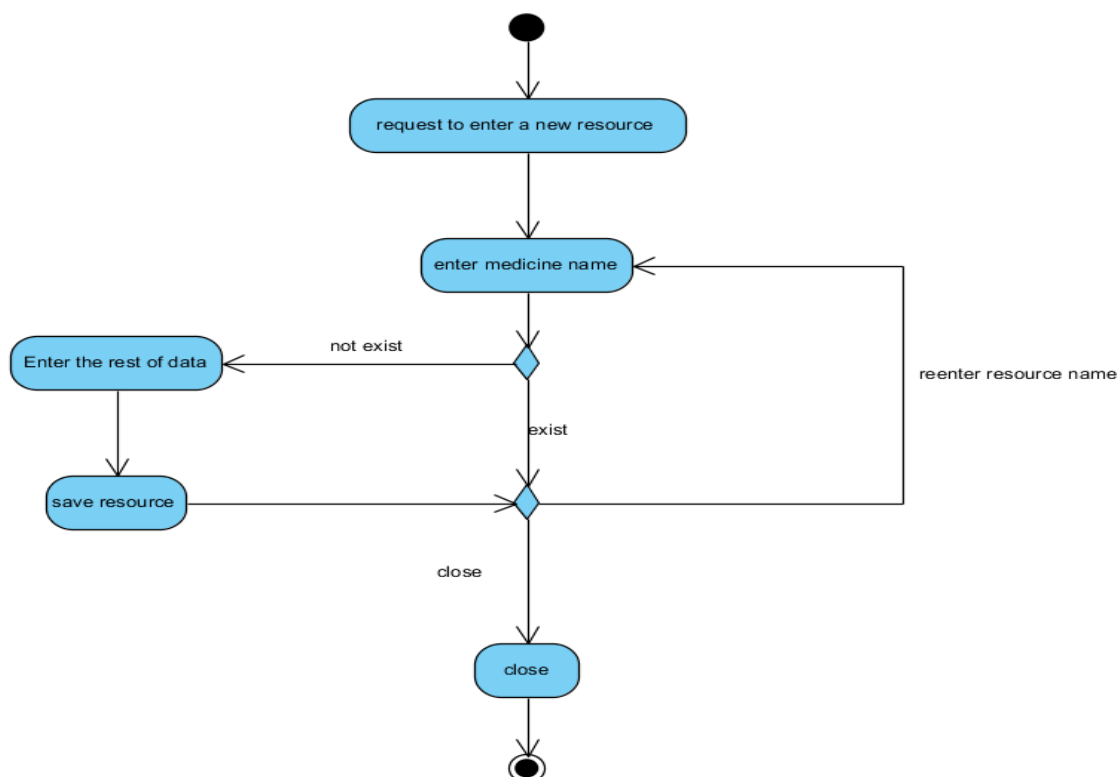 request to enter a new resource
enter medicine name
not exist
Enter the rest of data
reenter resource name
exist
save resource
close
close